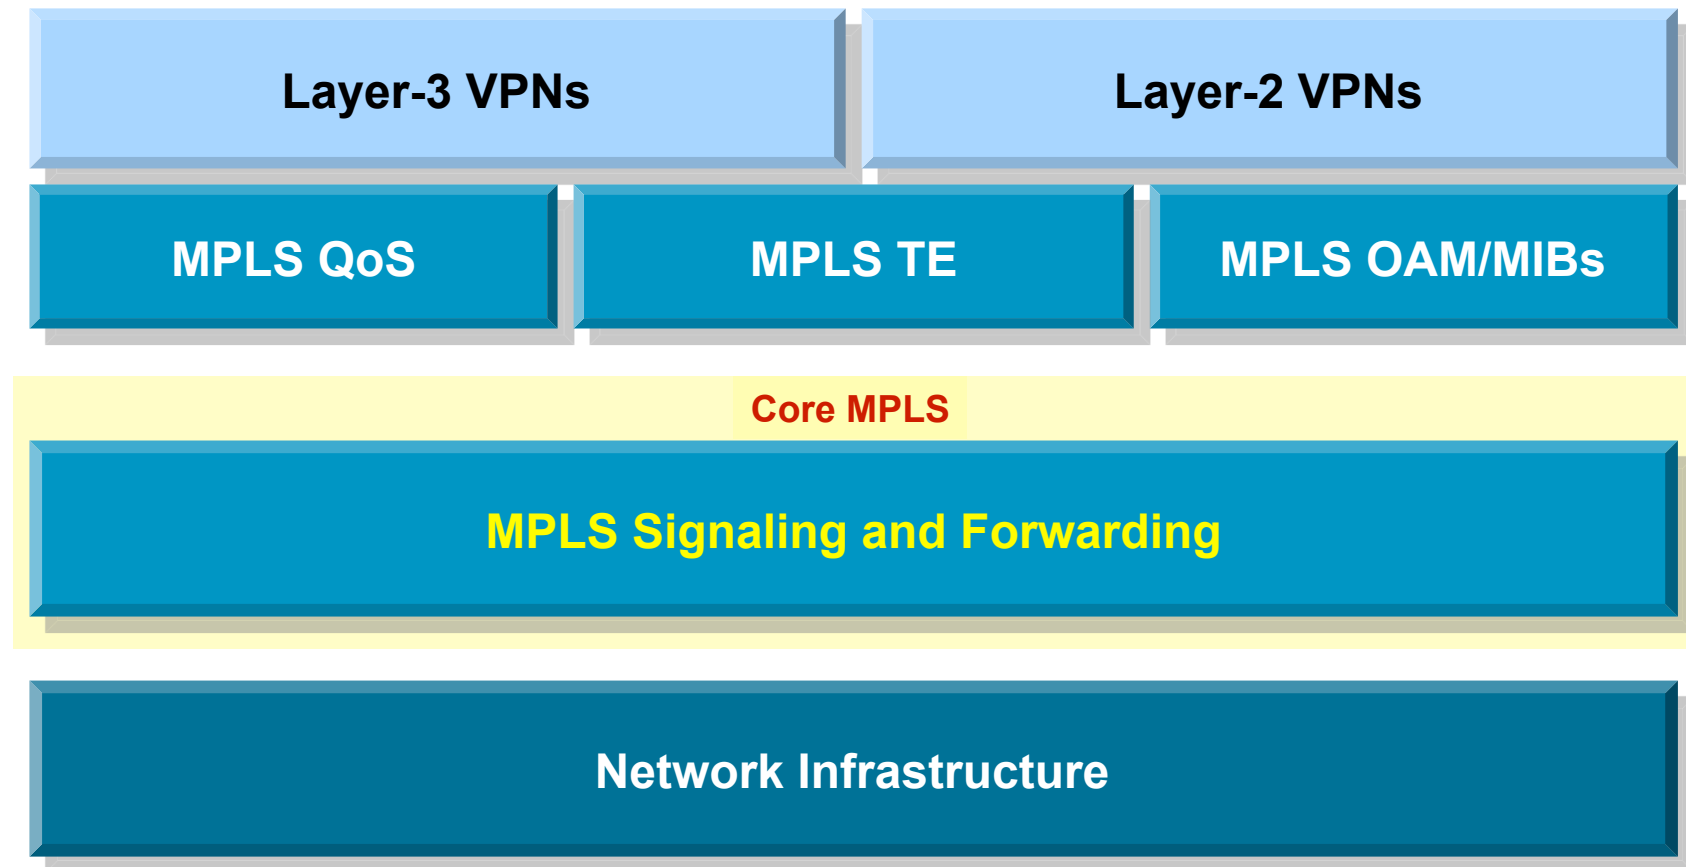 Layer-3 VPNs
Layer-2 VPNs
MPLS QoS
MPLS TE
MPLS OAM/MIBs
Core MPLS
MPLS Signaling and Forwarding
Network Infrastructure